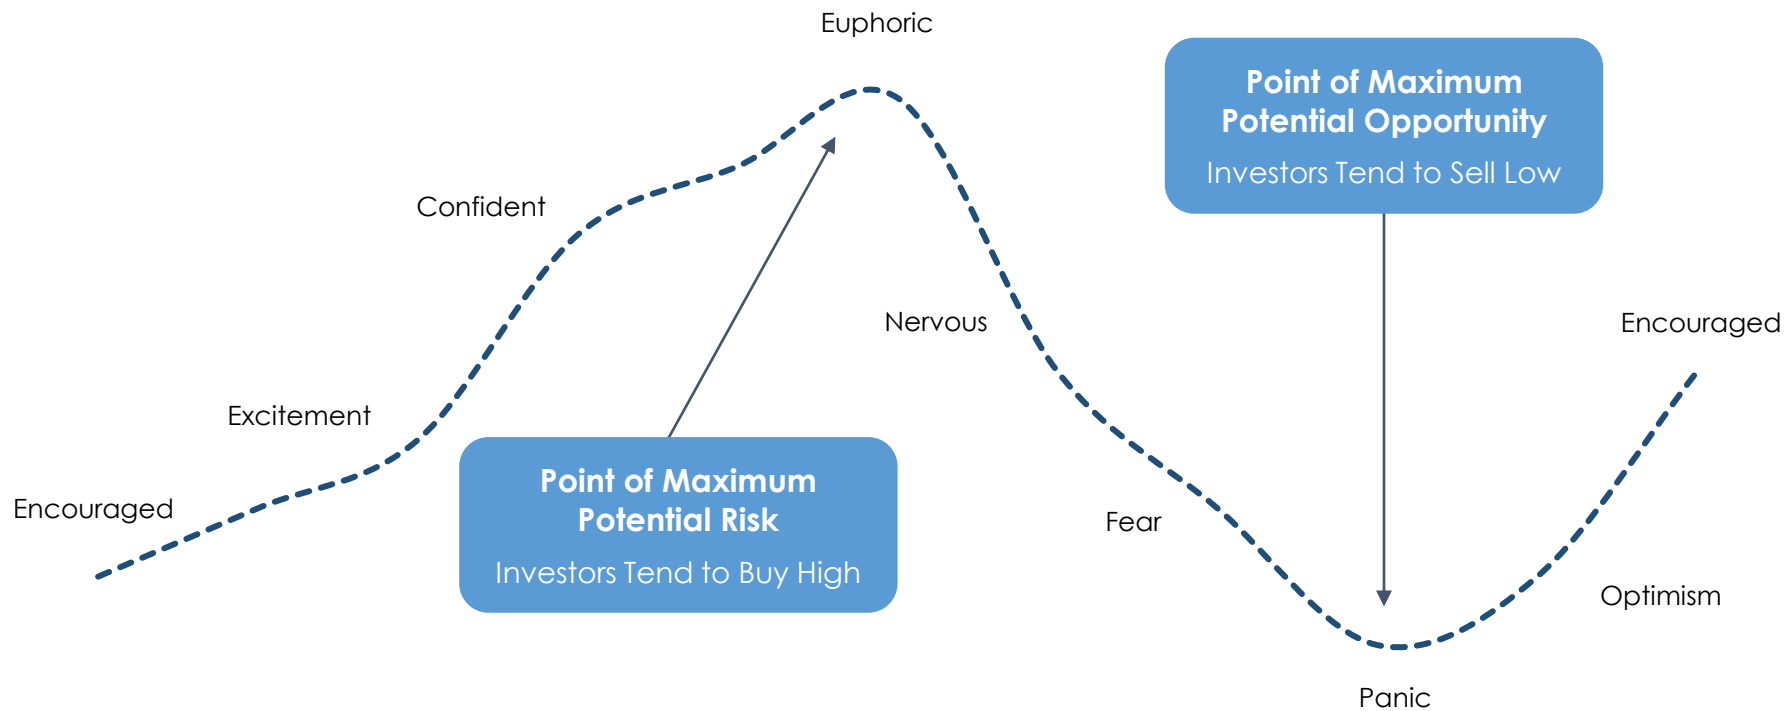 Euphoric
Point of Maximum
Potential Opportunity
Investors Tend to Sell Low
Confident
Nervous
Encouraged
Excitement
Point of Maximum
Potential Risk
Investors Tend to Buy High
Encouraged
Fear
Optimism
Panic